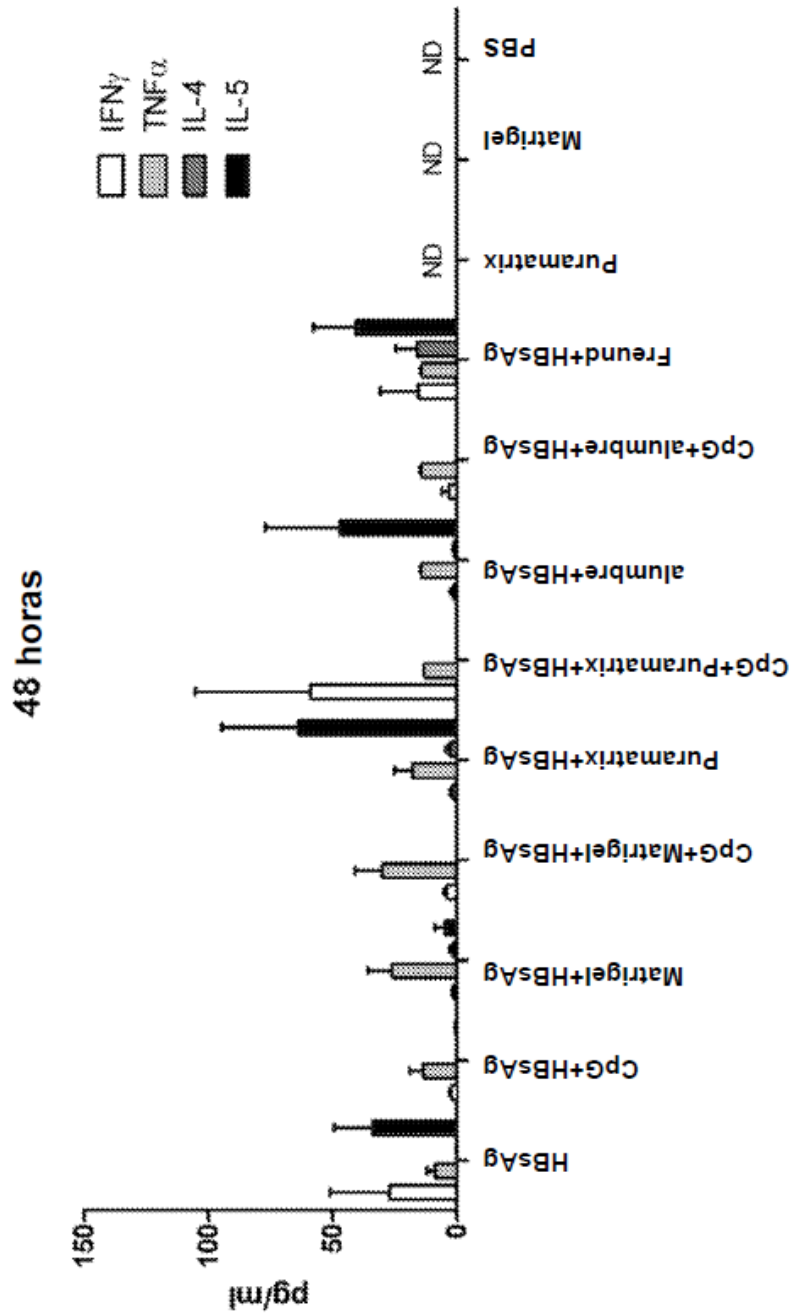 48 horas
IFNγ
TNFα
IL-4
IL-5
pg/ml
150
100
50
0
ND
ND
ND
HBsAg
CpG+HBsAg
Matrigel+HBsAg
CpG+Matrigel+HBsAg
Puramatrix+HBsAg
CpG+Puramatrix+HBsAg
alumbre+HBsAg
CpG+alumbre+HBsAg
Freund+HBsAg
Puramatrix
Matrigel
PBS